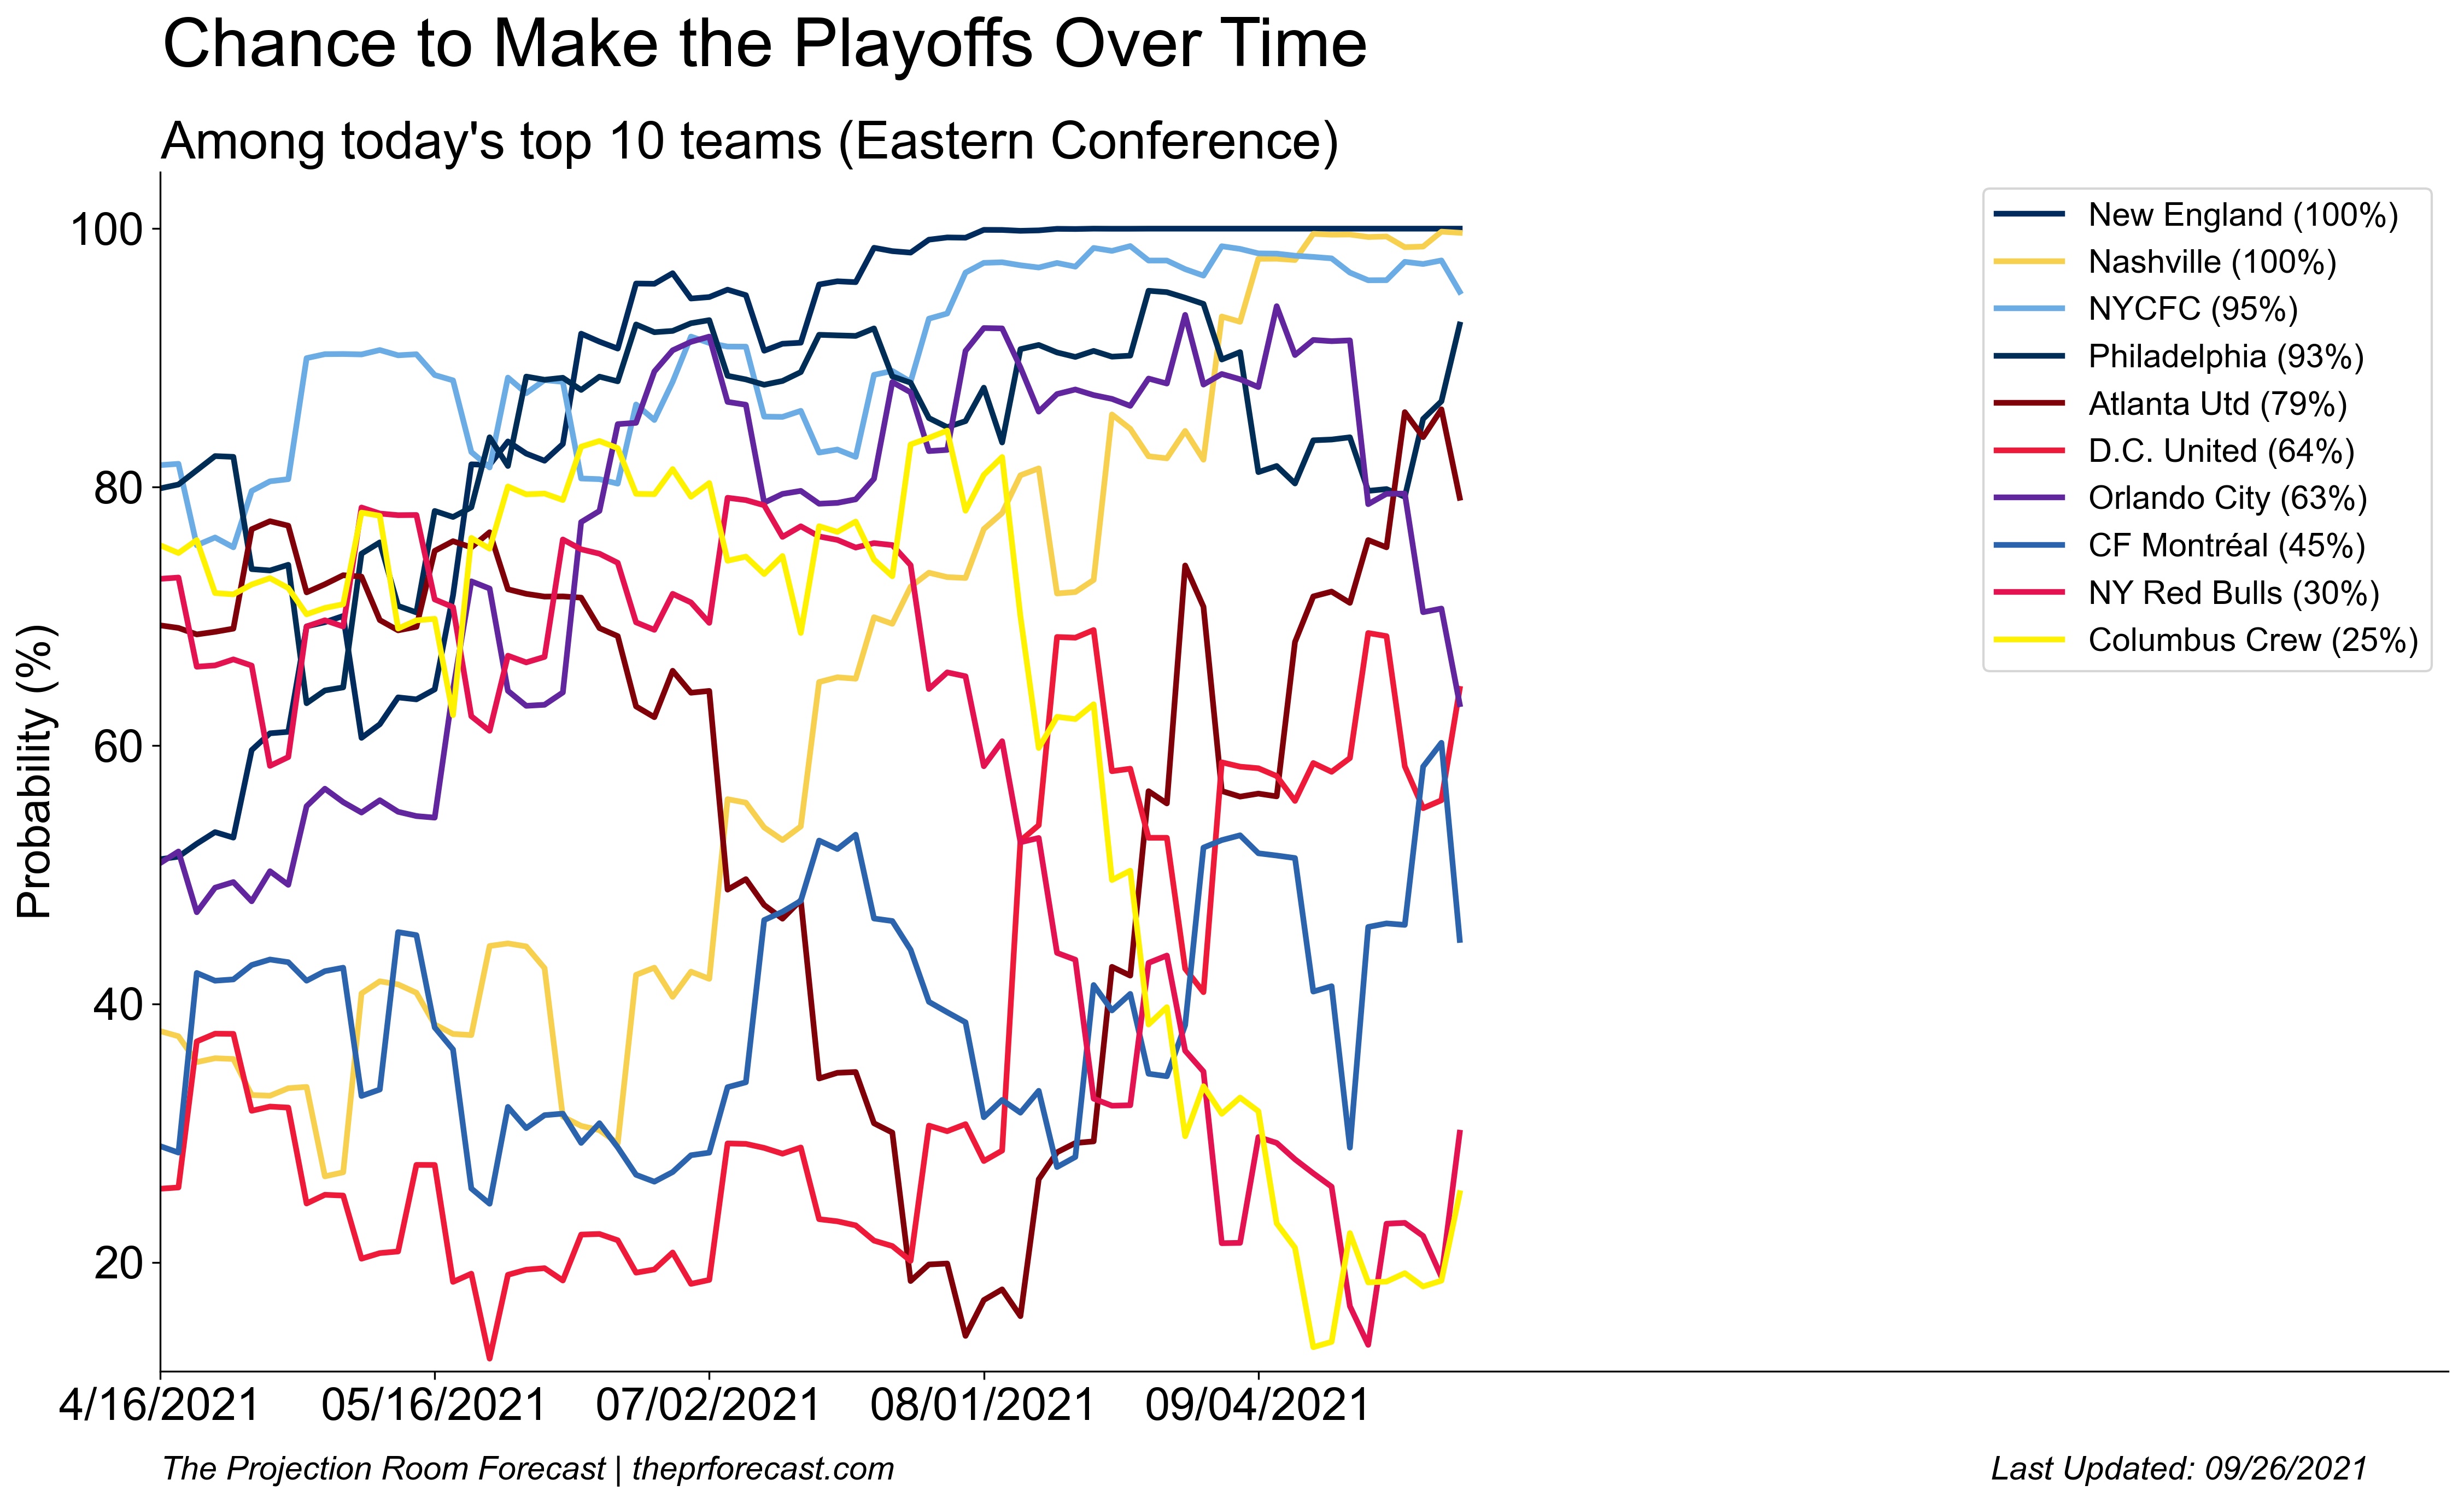 Chance to Make the Playoffs Over Time
Among today's top 10 teams (Eastern Conference)
Probability (%)
100
80
60
40
20
4/16/2021
05/16/2021
07/02/2021
08/01/2021
09/04/2021
New England (100%)
Nashville (100%)
NYCFC (95%)
Philadelphia (93%)
Atlanta Utd (79%)
D.C. United (64%)
Orlando City (63%)
CF Montréal (45%)
NY Red Bulls (30%)
Columbus Crew (25%)
The Projection Room Forecast | theprforecast.com
Last Updated: 09/26/2021